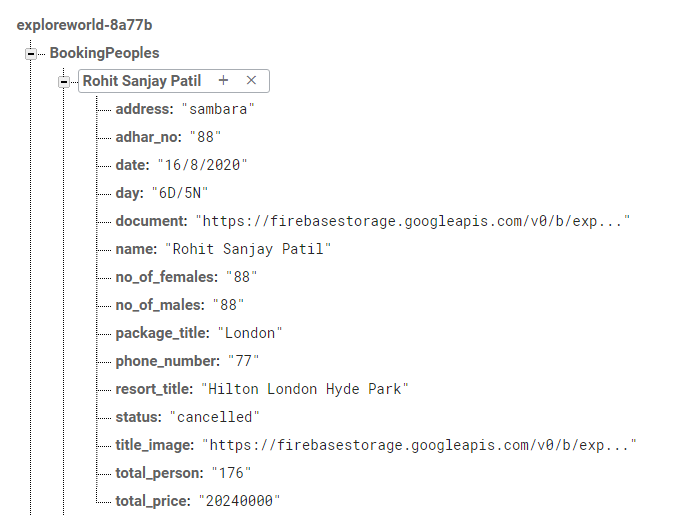 exploreworld-8a77b
BookingPeoples
Rohit Sanjay Patil + ×
address: "sambara"
adhar_no: "88"
date: "16/8/2020"
day: "6D/5N"
document: "https://firebasestorage.googleapis.com/v0/b/exp..."
name: "Rohit Sanjay Patil"
no_of_females: "88"
no_of_males: "88"
package_title: "London"
phone_number: "77"
resort_title: "Hilton London Hyde Park"
status: "cancelled"
title_image: "https://firebasestorage.googleapis.com/v0/b/exp..."
total_person: "176"
total_price: "20240000"